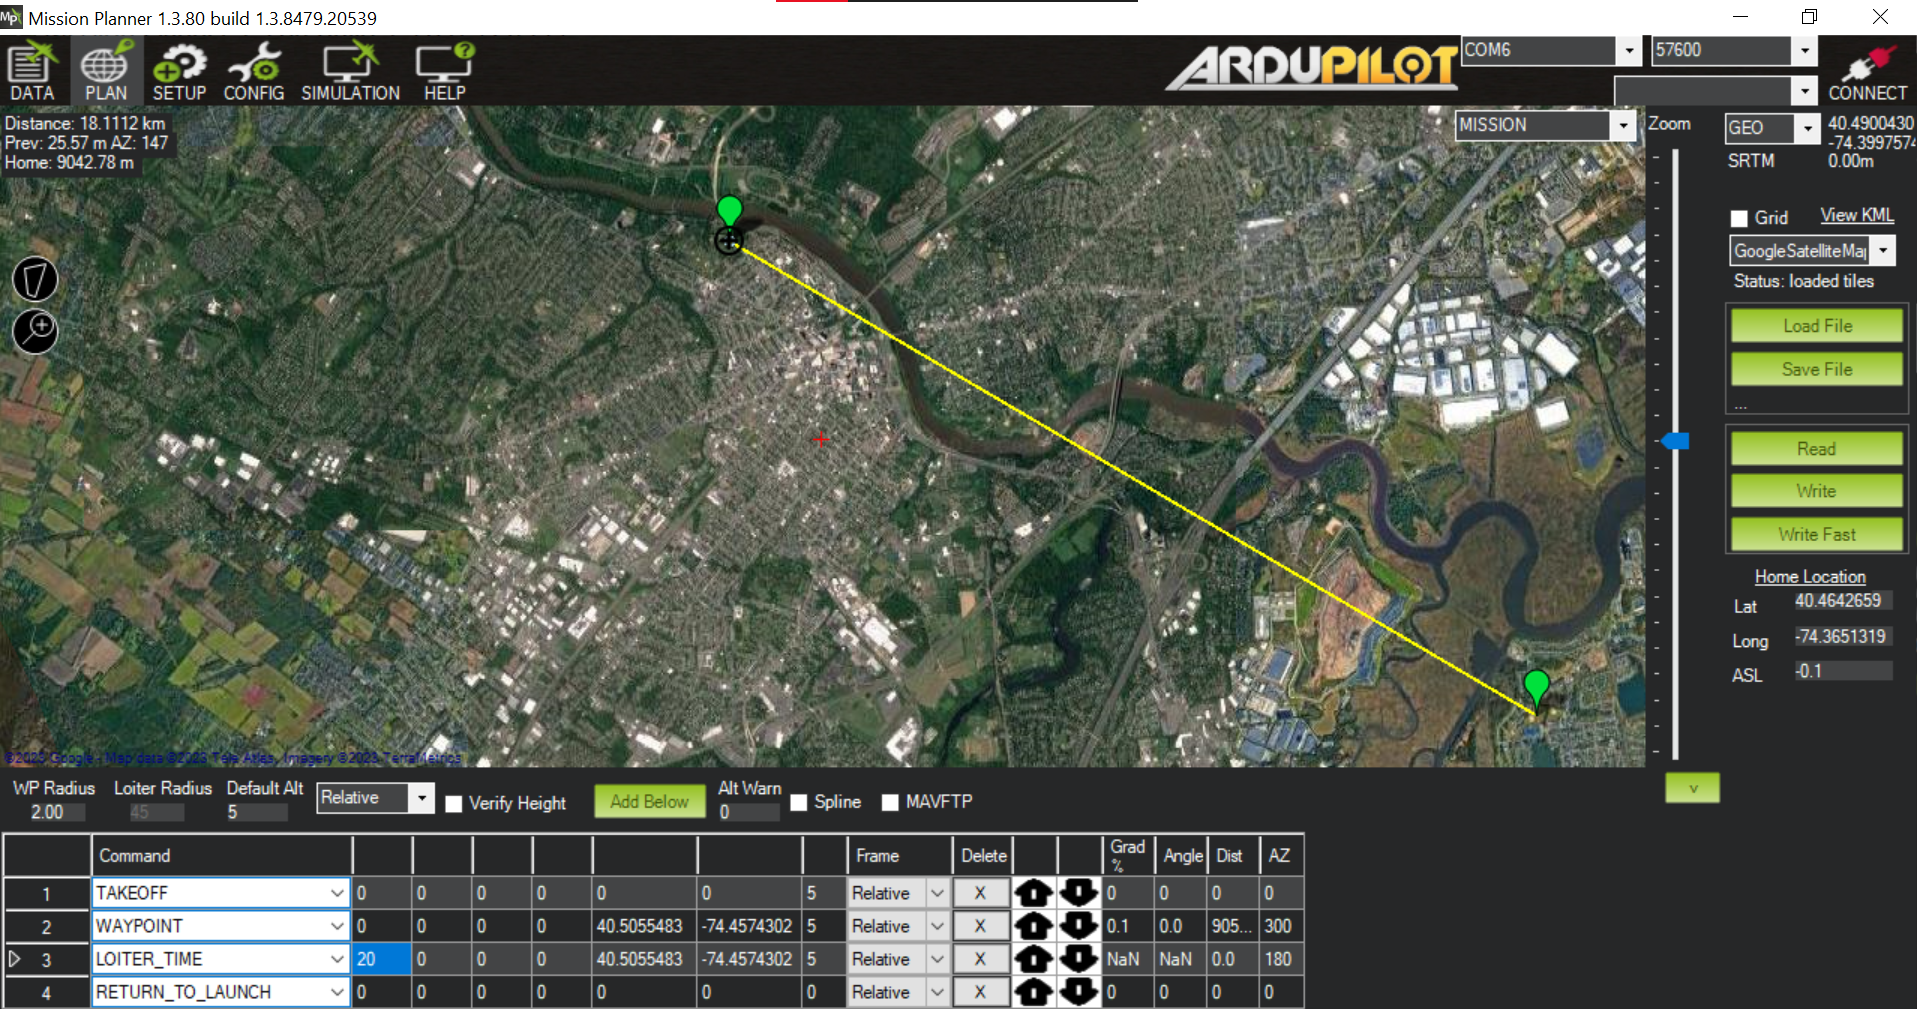 Mission Planner 1.3.80 build 1.3.8479.20539
DATA PLAN SETUP CONFIG SIMULATION HELP
ARDUPILOT
COM6 57600
CONNECT
Distance: 18.1112 km
Prev: 25.57 m AZ: 147
Home: 9042.78 m
MISSION
Zoom
GEO 40.4900430
-74.3997574
SRTM 0.00m
Grid View KML
GoogleSatelliteMa
Status: loaded tiles
Load File
Save File
...
Read
Write
Write Fast
Home Location
Lat 40.4642659
Long -74.3651319
ASL -0.1
©2023 Google - Map data ©2023 Tele Atlas, Imagery ©2023 TerraMetrics
WP Radius Loiter Radius Default Alt
2.00 45 5 Relative Verify Height Add Below Alt Warn 0 Spline MAVFTP
v
Command Frame Delete Grad % Angle Dist AZ
1 TAKEOFF 0 0 0 0 0 0 5 Relative X 0 0 0 0
2 WAYPOINT 0 0 0 0 40.5055483 -74.4574302 5 Relative X 0.1 0.0 905... 300
3 LOITER_TIME 20 0 0 0 40.5055483 -74.4574302 5 Relative X NaN NaN 0.0 180
4 RETURN_TO_LAUNCH 0 0 0 0 0 0 0 Relative X 0 0 0 0